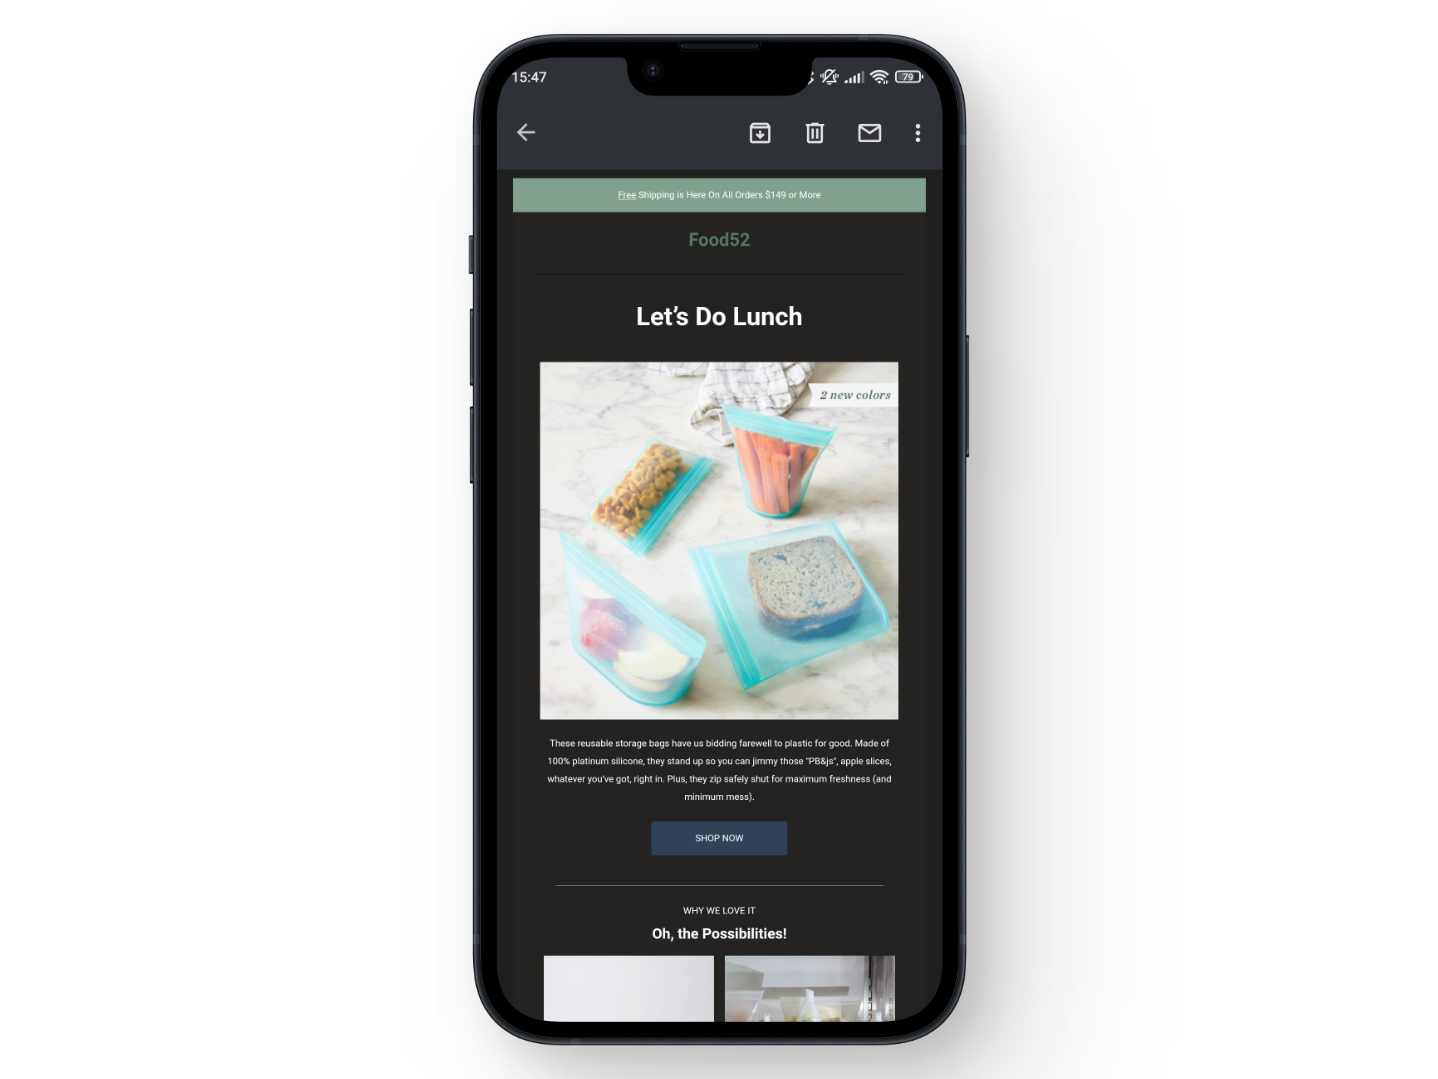 15:47
79
Free Shipping is Here On All Orders $149 or More
Food52
Let's Do Lunch
2 new colors
These reusable storage bags have us bidding farewell to plastic for good. Made of
100% platinum silicone, they stand up so you can jimmy those "PB&js", apple slices,
whatever you've got, right in. Plus, they zip safely shut for maximum freshness (and
minimum mess).
SHOP NOW
WHY WE LOVE IT
Oh, the Possibilities!